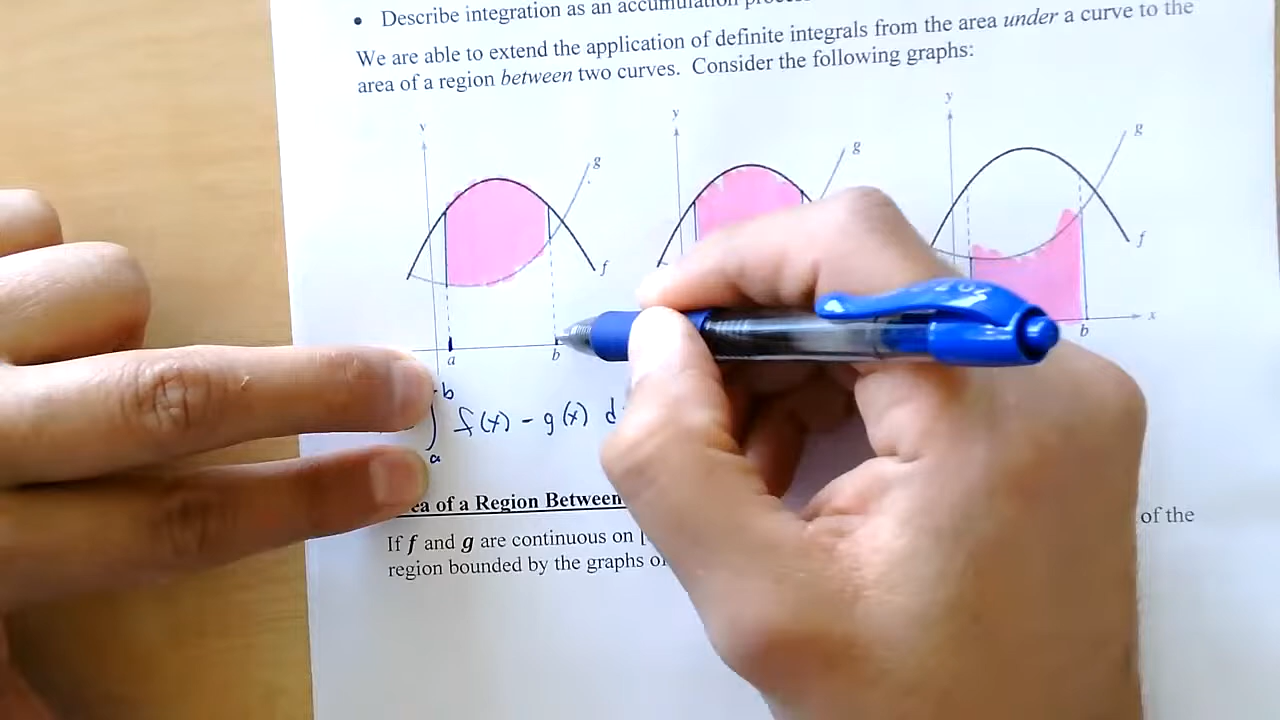 • Describe integration as an accumulation
We are able to extend the application of definite integrals from the area under a curve to the
area of a region between two curves. Consider the following graphs:
y
g
f
a
b
y
g
y
g
f
x
b
∫ b a f(x) - g(x) d
of a Region Between
If f and g are continuous on [
of the
region bounded by the graphs